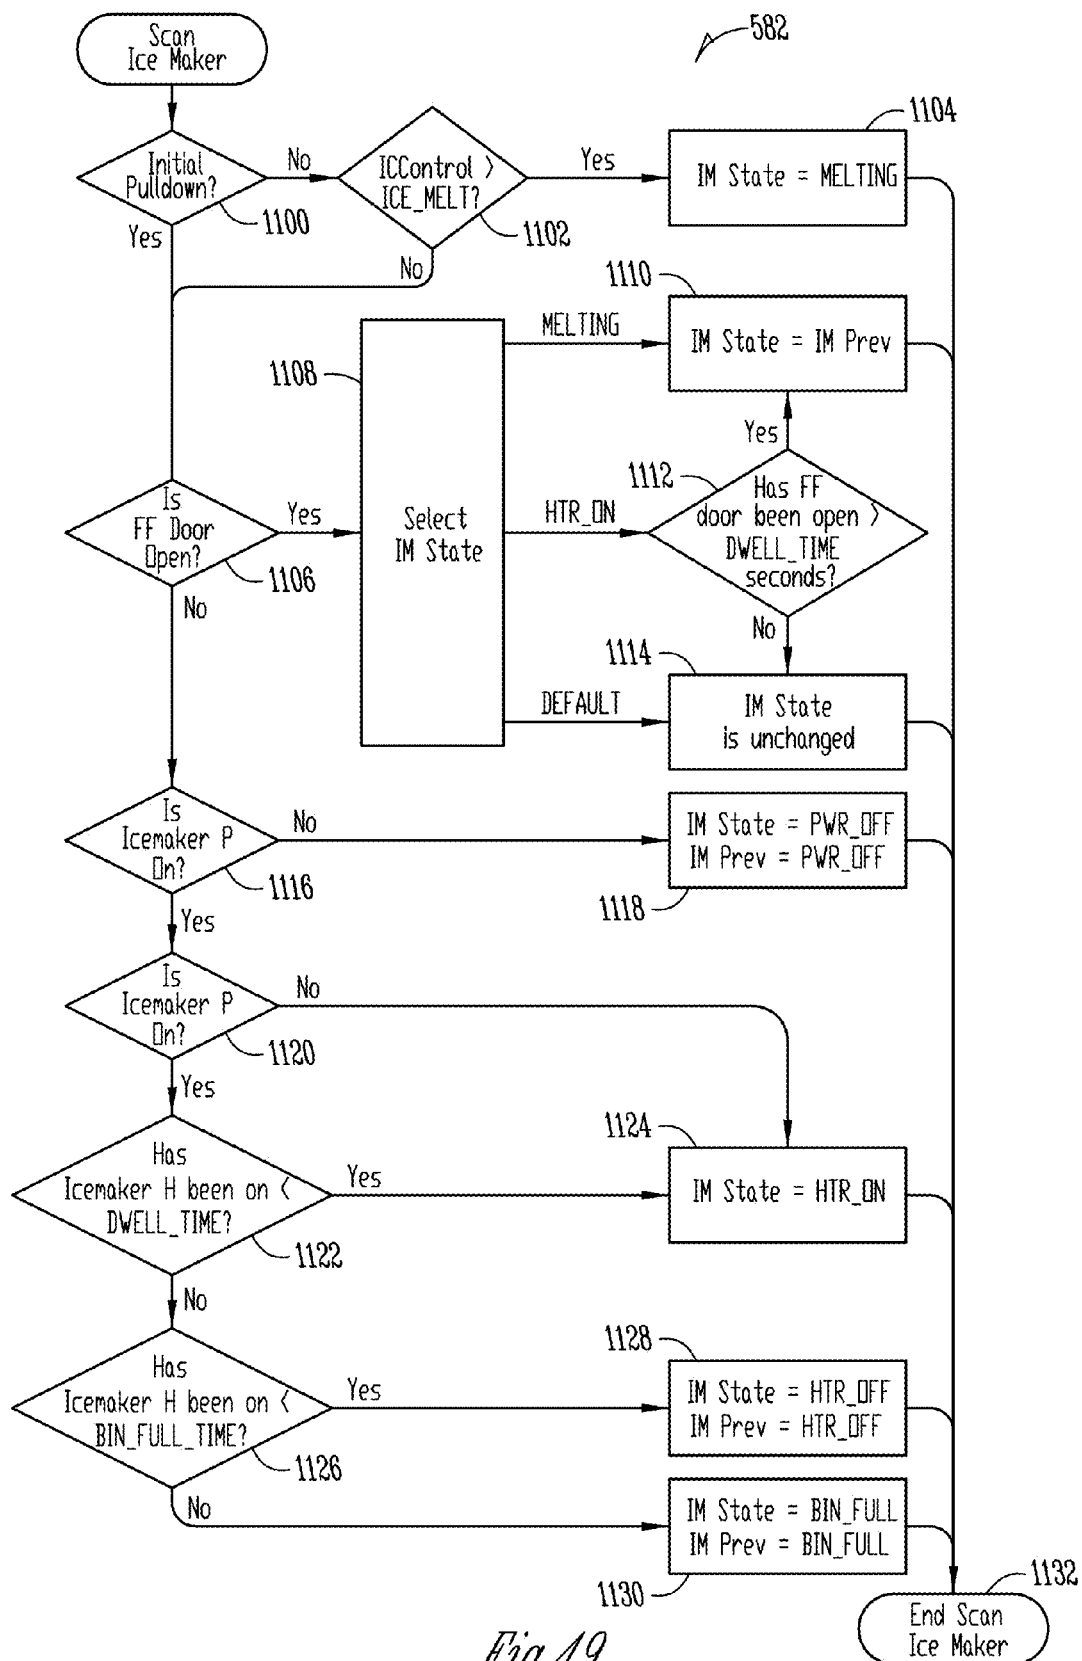 Scan
Ice Maker
582
Initial
Pulldown?
1100
No
Yes
ICControl >
ICE_MELT?
1102
Yes
No
1104
IM State = MELTING
1110
IM State = IM Prev
1108
Select
IM State
MELTING
HTR_ON
DEFAULT
Yes
1112
Has FF
door been open >
DWELL_TIME
seconds?
No
Is
FF Door
Open?
1106
Yes
No
1114
IM State
is unchanged
Is
Icemaker P
On?
1116
No
Yes
IM State = PWR_OFF
IM Prev = PWR_OFF
1118
Is
Icemaker P
On?
1120
No
Yes
1124
IM State = HTR_ON
Has
Icemaker H been on <
DWELL_TIME?
1122
Yes
No
1128
IM State = HTR_OFF
IM Prev = HTR_OFF
Has
Icemaker H been on <
BIN_FULL_TIME?
1126
Yes
No
IM State = BIN_FULL
IM Prev = BIN_FULL
1130
1132
End Scan
Ice Maker
Fig. 19